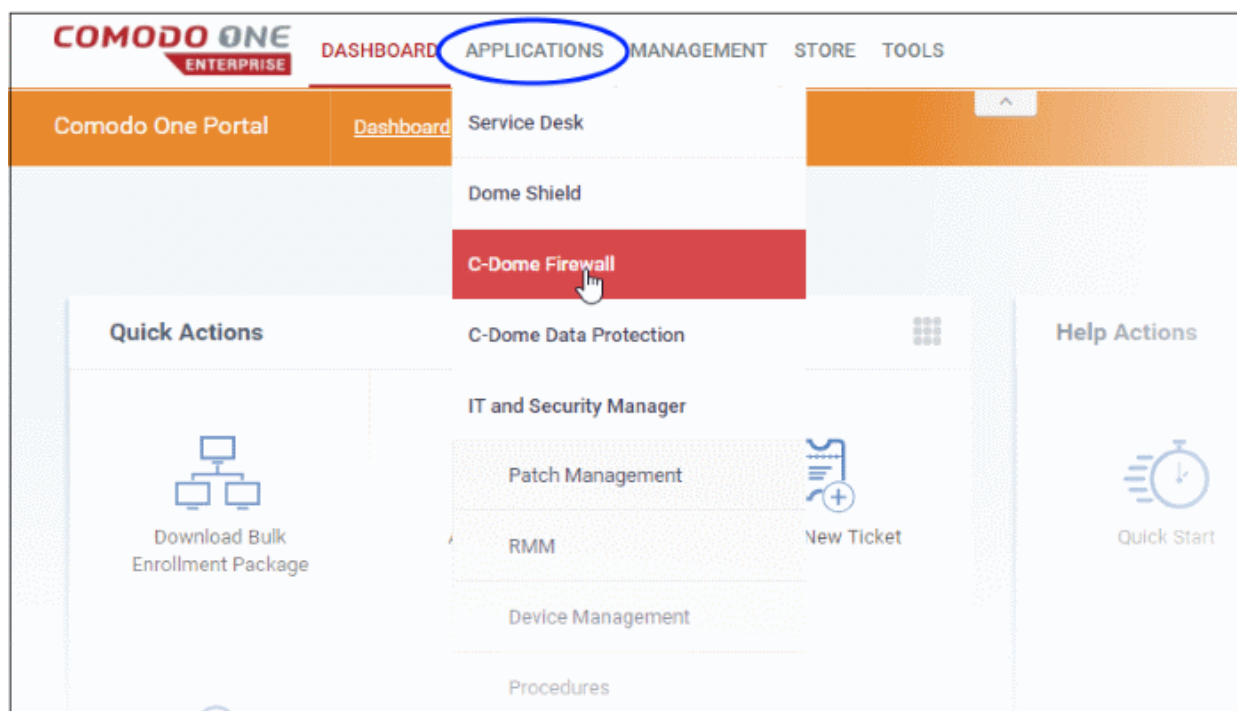 COMODO ONE
ENTERPRISE
DASHBOARD APPLICATIONS MANAGEMENT STORE TOOLS
Comodo One Portal
Dashboard
Service Desk
Dome Shield
C-Dome Firewall
C-Dome Data Protection
IT and Security Manager
Patch Management
RMM
Device Management
Procedures
Quick Actions
Download Bulk
Enrollment Package
New Ticket
Help Actions
Quick Start